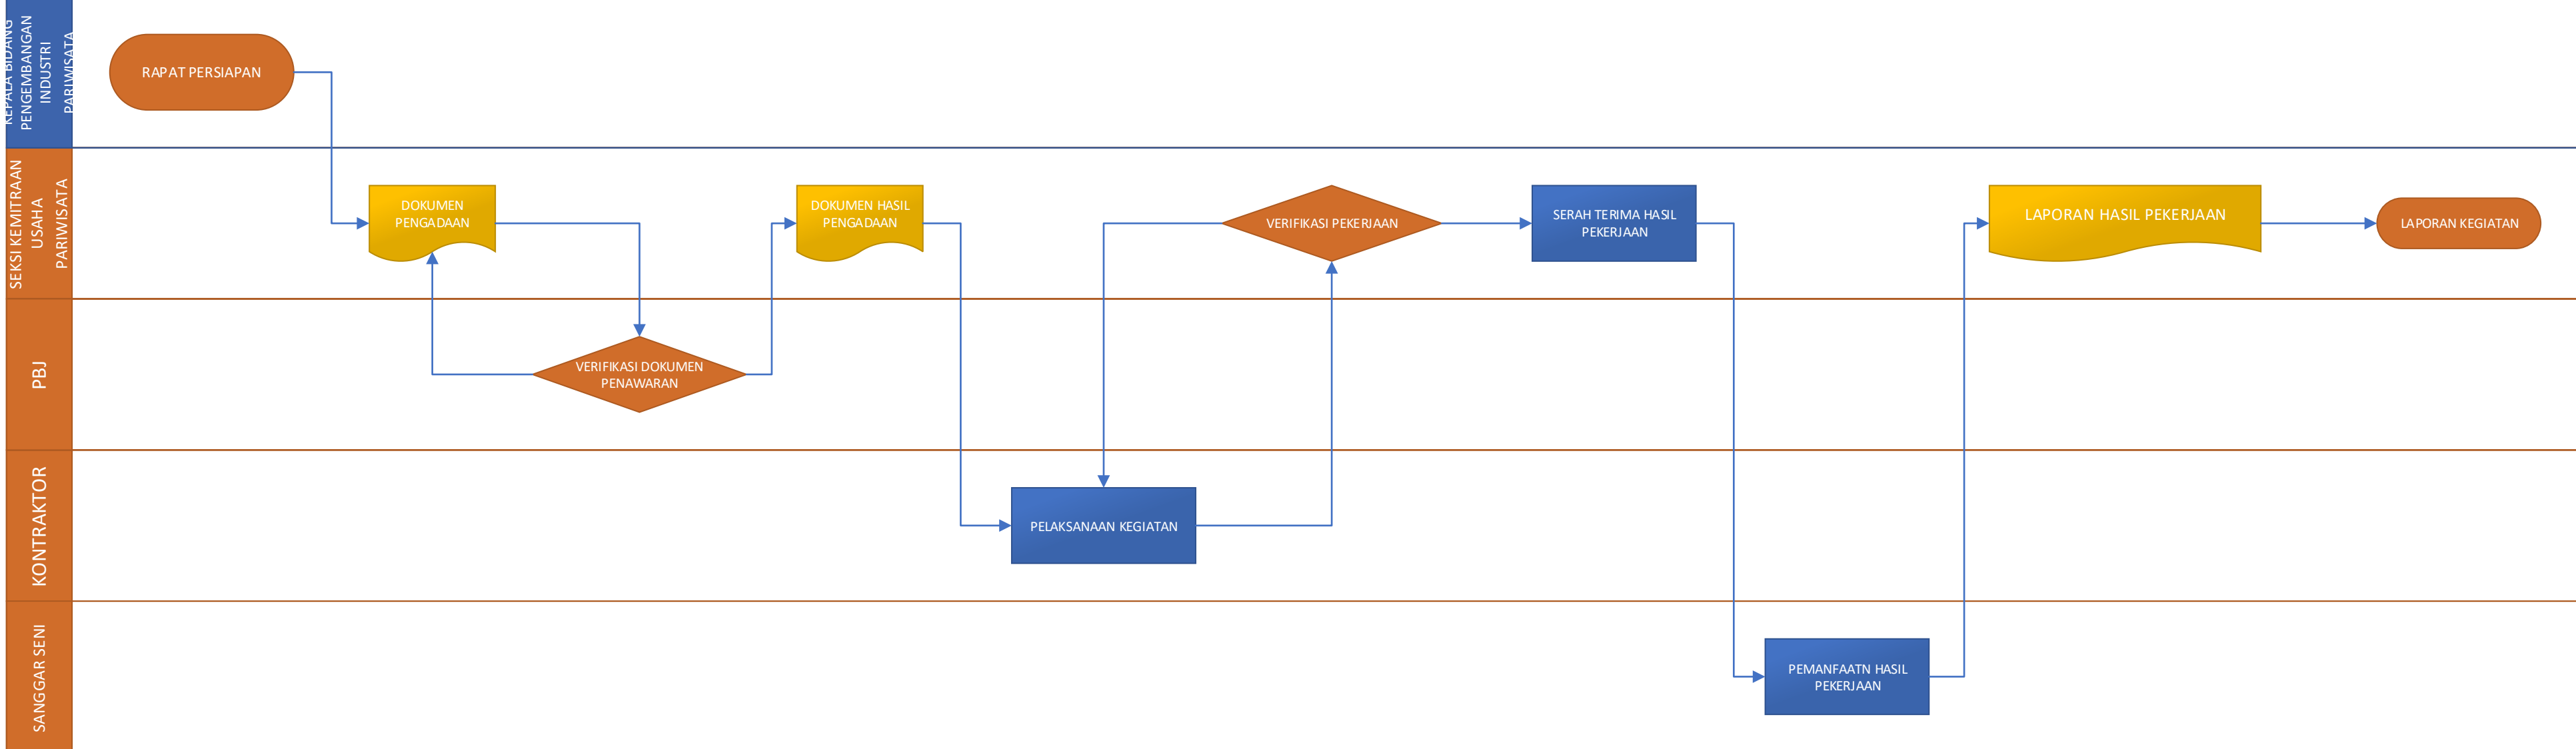 KEPALA BIDANG
PENGEMBANGAN
INDUSTRI
PARIWISATA
RAPAT PERSIAPAN
SEKSI KEMITRAAN
USAHA
PARIWISATA
DOKUMEN
PENGADAAN
DOKUMEN HASIL
PENGADAAN
VERIFIKASI PEKERJAAN
SERAH TERIMA HASIL
PEKERJAAN
LAPORAN HASIL PEKERJAAN
LAPORAN KEGIATAN
PBJ
VERIFIKASI DOKUMEN
PENAWARAN
KONTRAKTOR
PELAKSANAAN KEGIATAN
SANGGAR SENI
PEMANFAATN HASIL
PEKERJAAN